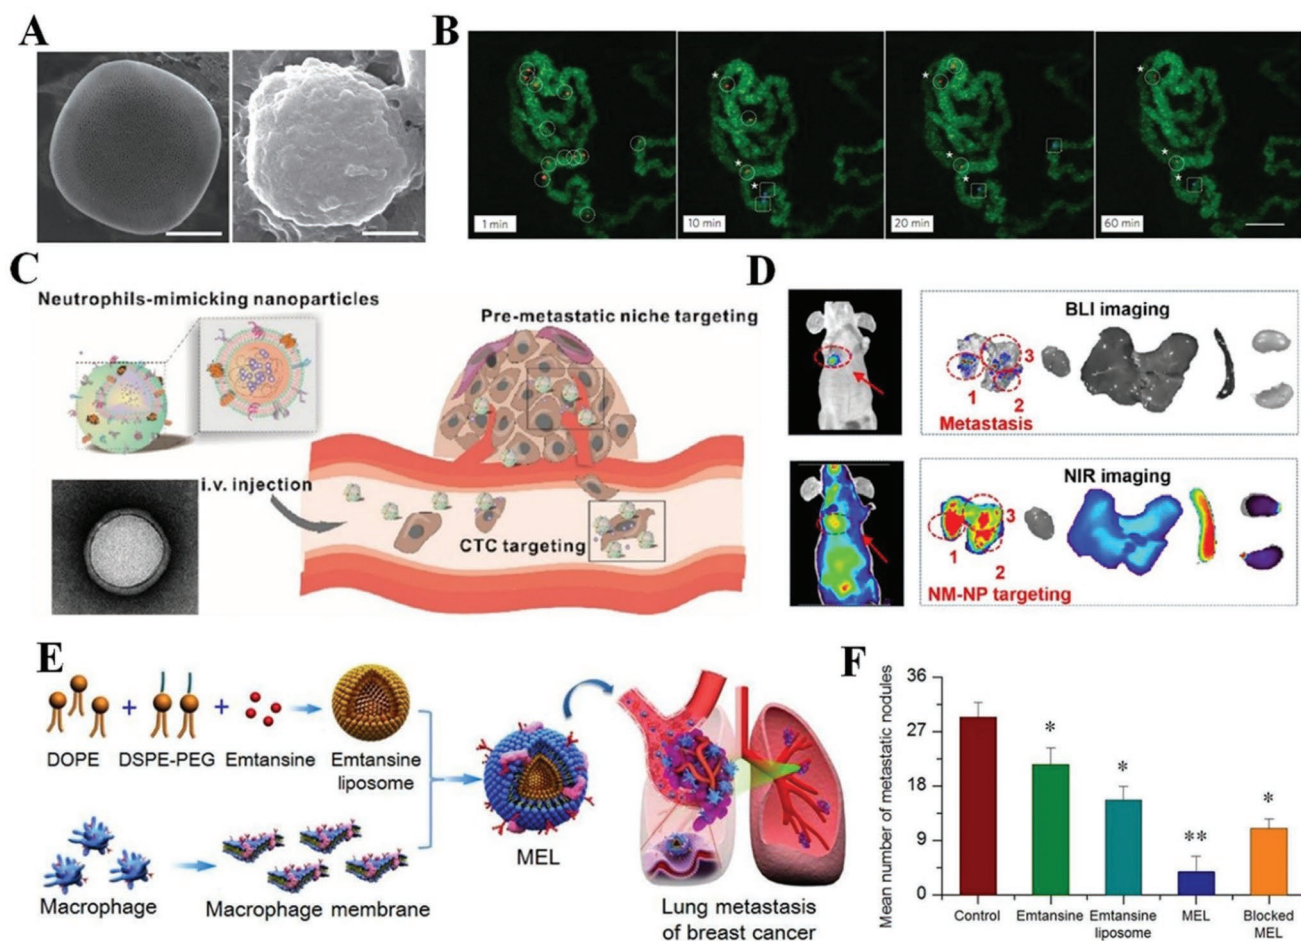 A
B
1 min
10 min
20 min
60 min
C
Neutrophils-mimicking nanoparticles
Pre-metastatic niche targeting
i.v. injection
CTC targeting
D
BLI imaging
3
1
2
Metastasis
NIR imaging
3
1
2
NM-NP targeting
E
DOPE + DSPE-PEG + Emtansine
Emtansine
liposome
Macrophage
Macrophage membrane
MEL
Lung metastasis
of breast cancer
F
Mean number of metastatic nodules
36
27
18
9
0
*
*
**
*
Control
Emtansine
Emtansine
liposome
MEL
Blocked
MEL